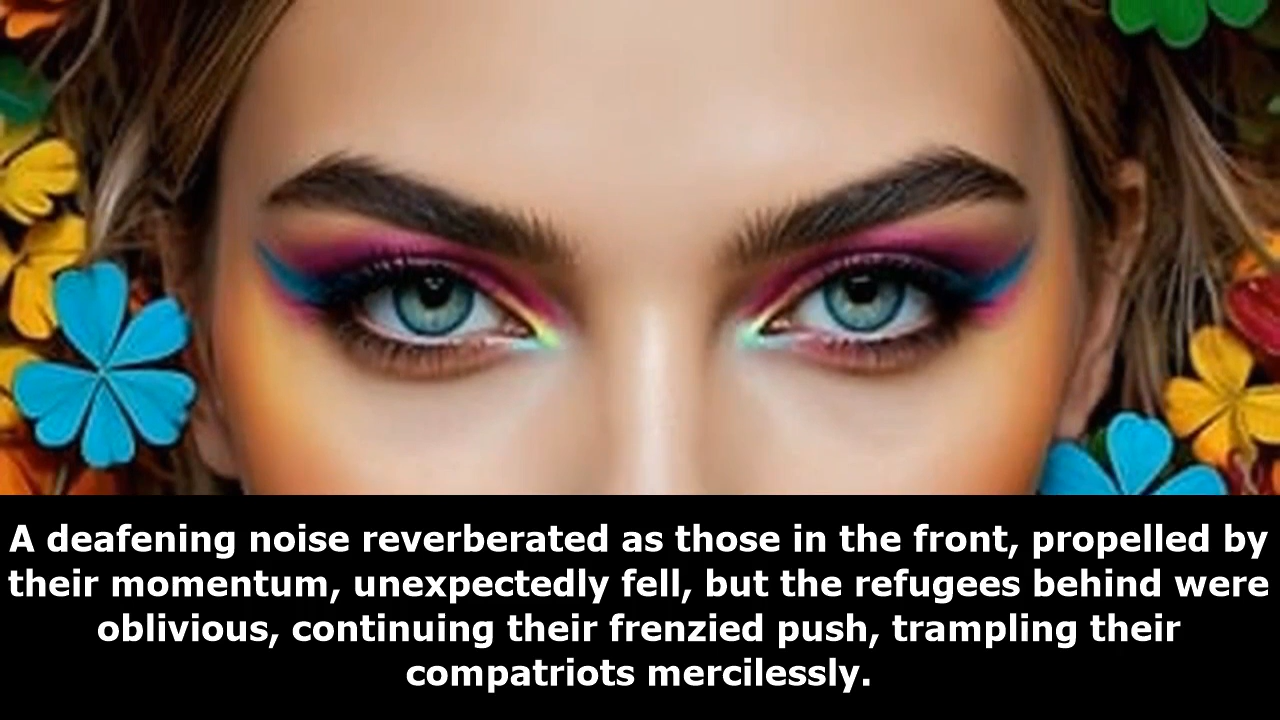 A deafening noise reverberated as those in the front, propelled by
their momentum, unexpectedly fell, but the refugees behind were
oblivious, continuing their frenzied push, trampling their
compatriots mercilessly.